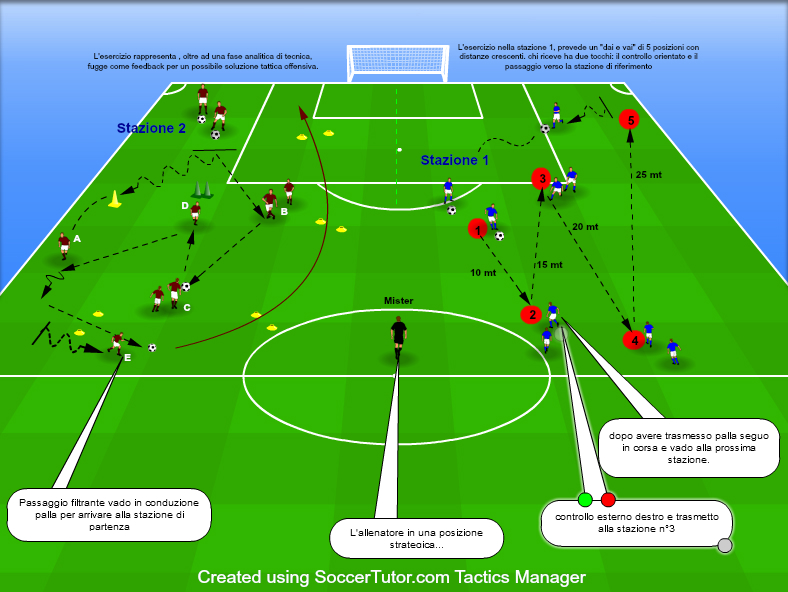 L'esercizio rappresenta , oltre ad una fase analitica di tecnica,
fugge come feedback per un possibile soluzione tattica offensiva.
L'esercizio nella stazione 1, prevede un "dai e vai" di 5 posizioni con
distanze crescenti. chi riceve ha due tocchi: il controllo orientato e il
passaggio verso la stazione di riferimento
Stazione 2
Stazione 1
5
3
25 mt
D
B
A
1
20 mt
10 mt
15 mt
C
Mister
2
4
E
dopo avere trasmesso palla seguo
in corsa e vado alla prossima
stazione.
Passaggio filtrante vado in conduzione
palla per arrivare alla stazione di
partenza
controllo esterno destro e trasmetto
alla stazione n°3
L'allenatore in una posizione
strategica...
Created using SoccerTutor.com Tactics Manager